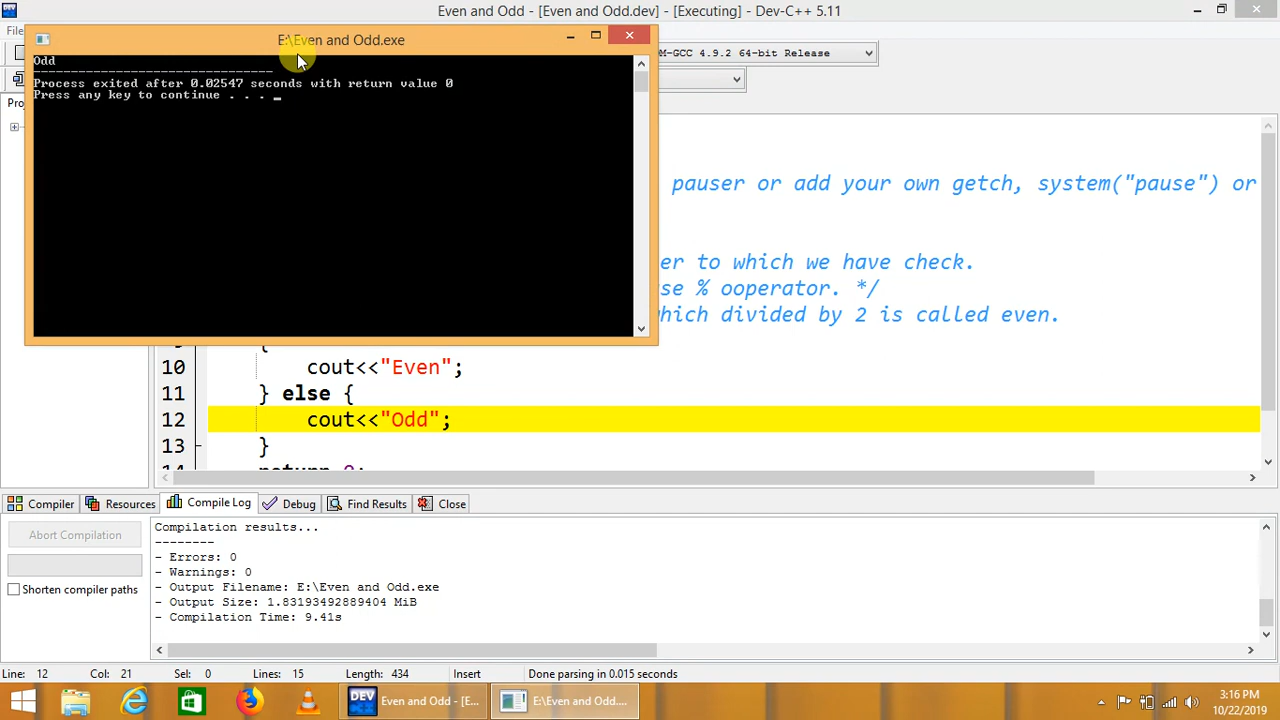 Even and Odd - [Even and Odd.dev] - [Executing] - Dev-C++ 5.11
E:\Even and Odd.exe
M-GCC 4.9.2 64-bit Release
Odd
--------------------------------
Process exited after 0.02547 seconds with return value 0
Press any key to continue . . . _
pauser or add your own getch, system("pause") or
er to which we have check.
se % ooperator. */
which divided by 2 is called even.
{
10 cout<<"Even";
11 } else {
12 cout<<"Odd";
13 }
14 return 0;
Compiler Resources Compile Log Debug Find Results Close
Abort Compilation
Shorten compiler paths
Compilation results...
--------
- Errors: 0
- Warnings: 0
- Output Filename: E:\Even and Odd.exe
- Output Size: 1.83193492889404 MiB
- Compilation Time: 9.41s
Line: 12 Col: 21 Sel: 0 Lines: 15 Length: 434 Insert Done parsing in 0.015 seconds
DEV Even and Odd - [E... E:\Even and Odd....
3:16 PM
10/22/2019